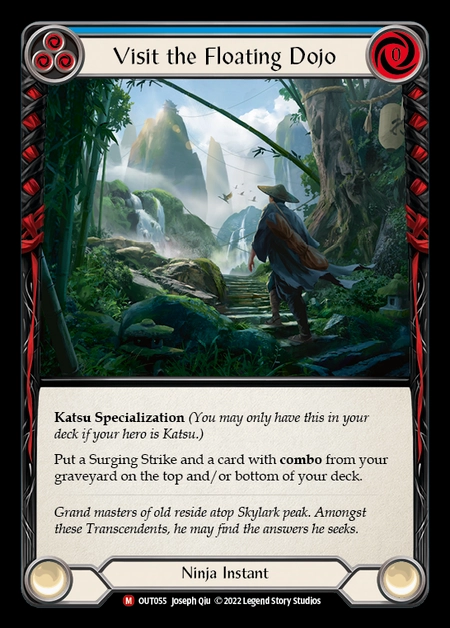 Visit the Floating Dojo
0
Katsu Specialization (You may only have this in your
deck if your hero is Katsu.)
Put a Surging Strike and a card with combo from your
graveyard on the top and/or bottom of your deck.
Grand masters of old reside atop Skylark peak. Amongst
these Transcendents, he may find the answers he seeks.
Ninja Instant
M OUT055 Joseph Qiu © 2022 Legend Story Studios